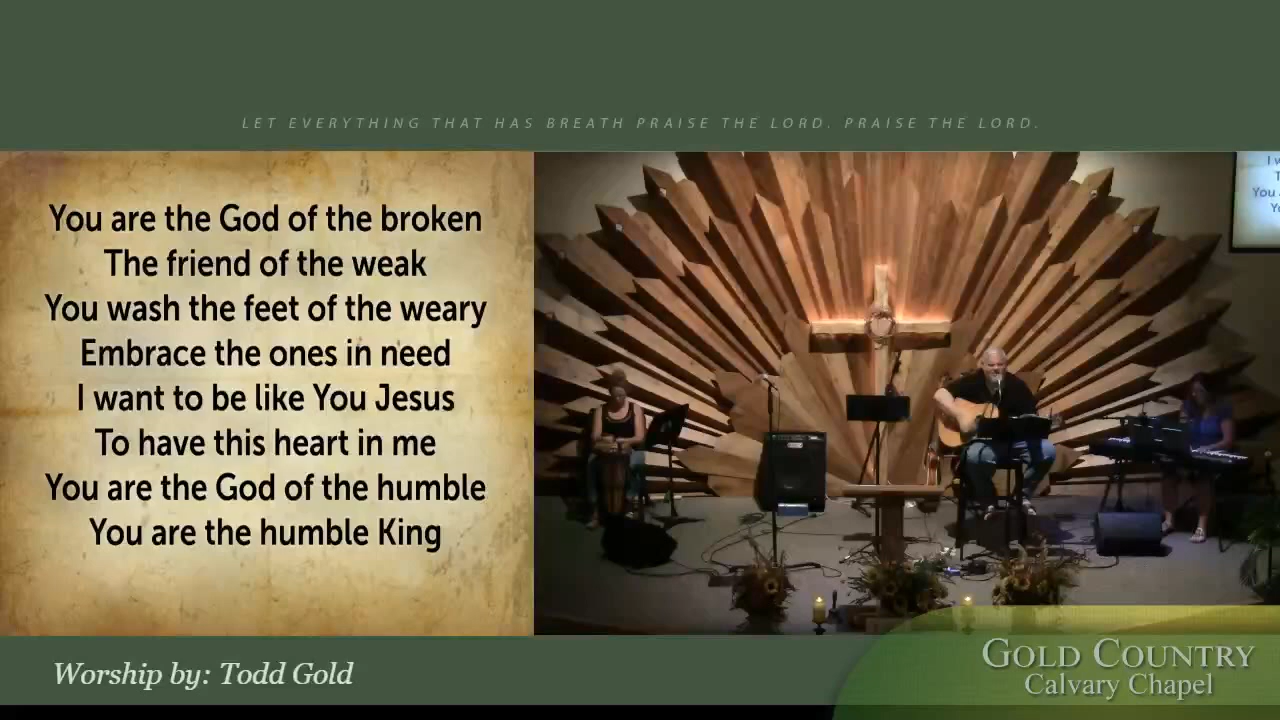 LET EVERYTHING THAT HAS BREATH PRAISE THE LORD. PRAISE THE LORD.
You are the God of the broken
The friend of the weak
You wash the feet of the weary
Embrace the ones in need
I want to be like You Jesus
To have this heart in me
You are the God of the humble
You are the humble King
I w
T
You
Yo
Worship by: Todd Gold
GOLD COUNTRY
Calvary Chapel